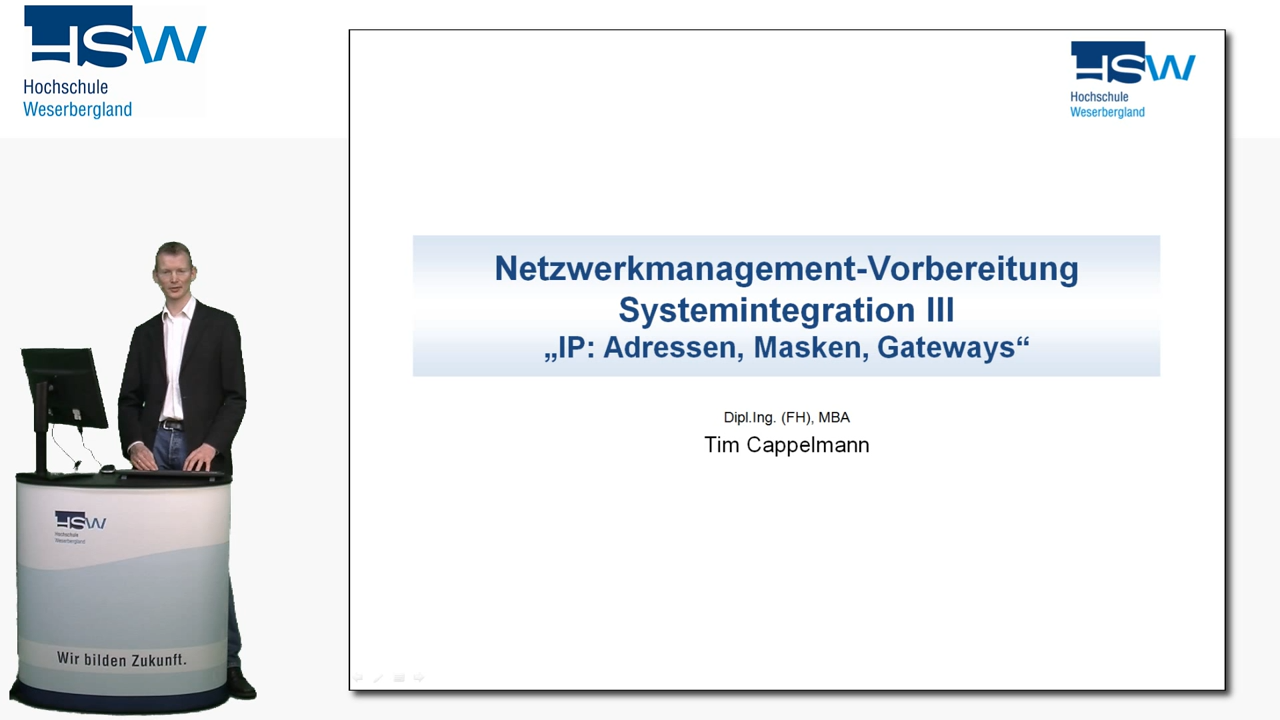 HSW
Hochschule
Weserbergland
HSW
Hochschule
Weserbergland
Netzwerkmanagement-Vorbereitung
Systemintegration III
„IP: Adressen, Masken, Gateways“
Dipl.Ing. (FH), MBA
Tim Cappelmann
HSW
Hochschule
Weserbergland
Wir bilden Zukunft.